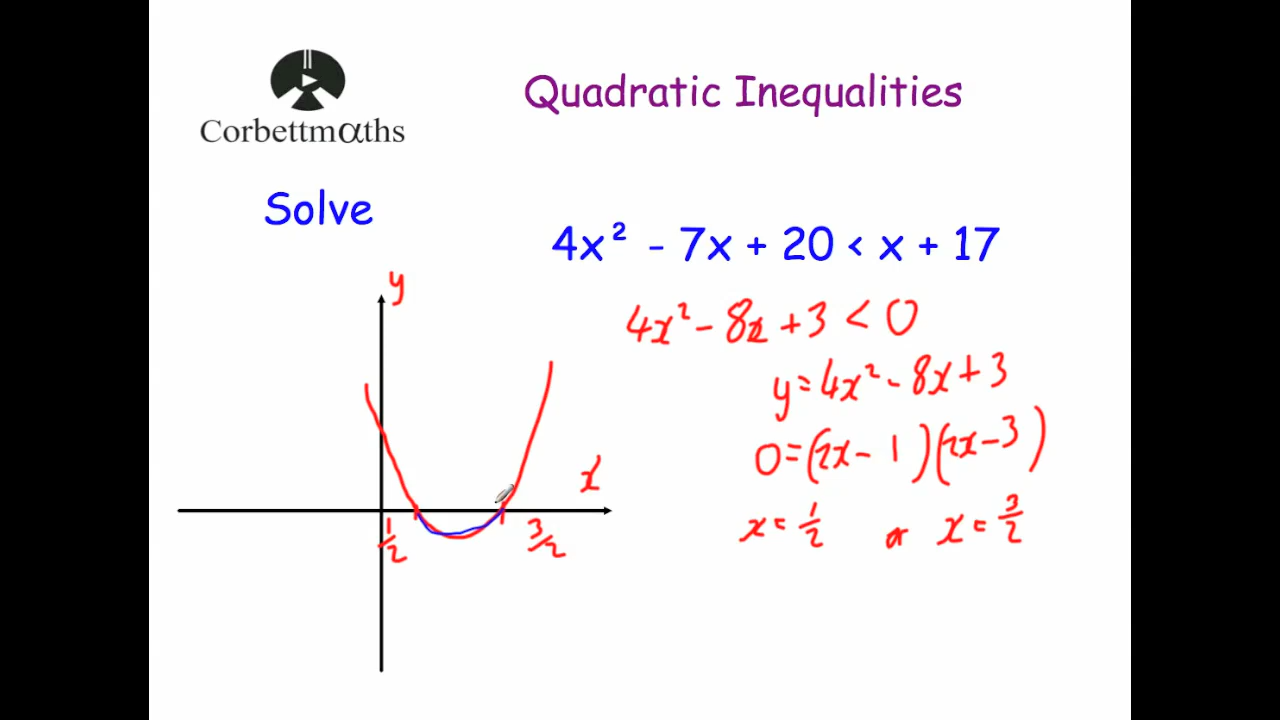 Corbettmαths
Quadratic Inequalities
Solve
4x² - 7x + 20 < x + 17
4x² - 8x + 3 < 0
y = 4x² - 8x + 3
0 = (2x - 1)(2x - 3)
x = 1/2 or x = 3/2
y
x
1/2
3/2